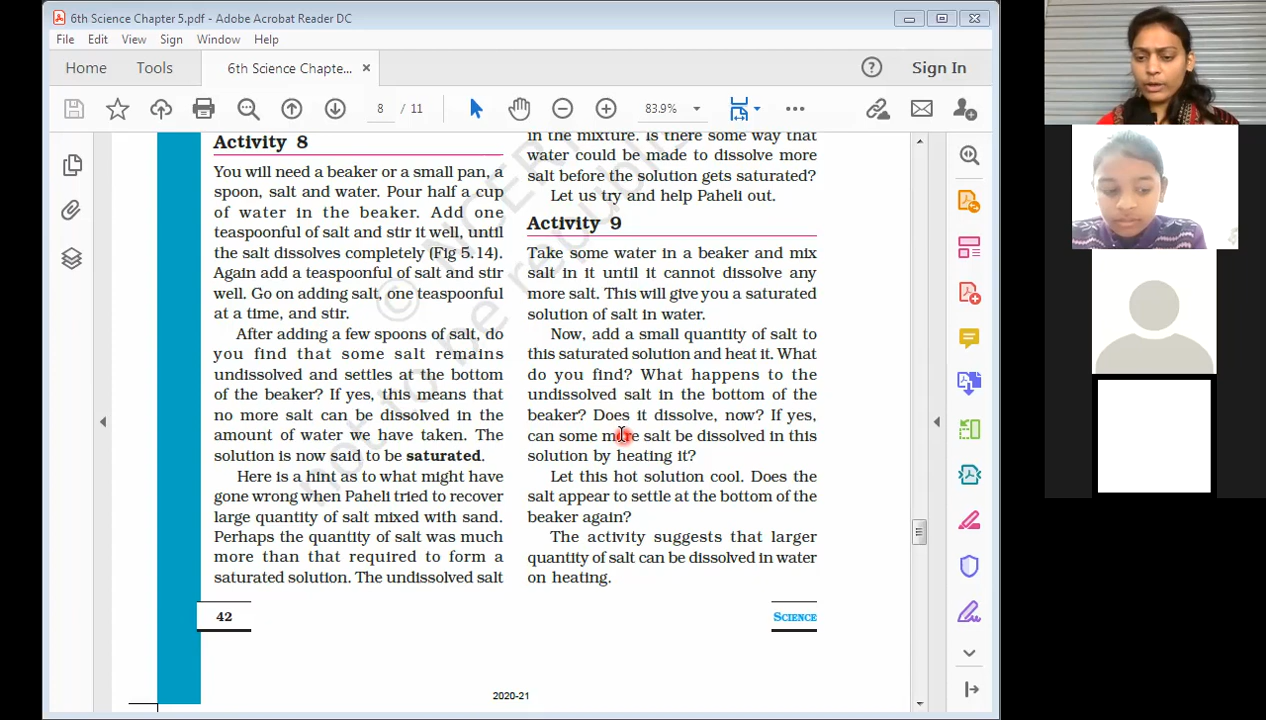 6th Science Chapter 5.pdf - Adobe Acrobat Reader DC
File Edit View Sign Window Help
Home Tools 6th Science Chapte... Sign In
8 / 11 83.9%
Activity 8
You will need a beaker or a small pan, a
spoon, salt and water. Pour half a cup
of water in the beaker. Add one
teaspoonful of salt and stir it well, until
the salt dissolves completely (Fig 5.14).
Again add a teaspoonful of salt and stir
well. Go on adding salt, one teaspoonful
at a time, and stir.
After adding a few spoons of salt, do
you find that some salt remains
undissolved and settles at the bottom
of the beaker? If yes, this means that
no more salt can be dissolved in the
amount of water we have taken. The
solution is now said to be saturated.
Here is a hint as to what might have
gone wrong when Paheli tried to recover
large quantity of salt mixed with sand.
Perhaps the quantity of salt was much
more than that required to form a
saturated solution. The undissolved salt
in the mixture. Is there some way that
water could be made to dissolve more
salt before the solution gets saturated?
Let us try and help Paheli out.
Activity 9
Take some water in a beaker and mix
salt in it until it cannot dissolve any
more salt. This will give you a saturated
solution of salt in water.
Now, add a small quantity of salt to
this saturated solution and heat it. What
do you find? What happens to the
undissolved salt in the bottom of the
beaker? Does it dissolve, now? If yes,
can some more salt be dissolved in this
solution by heating it?
Let this hot solution cool. Does the
salt appear to settle at the bottom of the
beaker again?
The activity suggests that larger
quantity of salt can be dissolved in water
on heating.
42
SCIENCE
2020-21
© NCERT
not to be republi